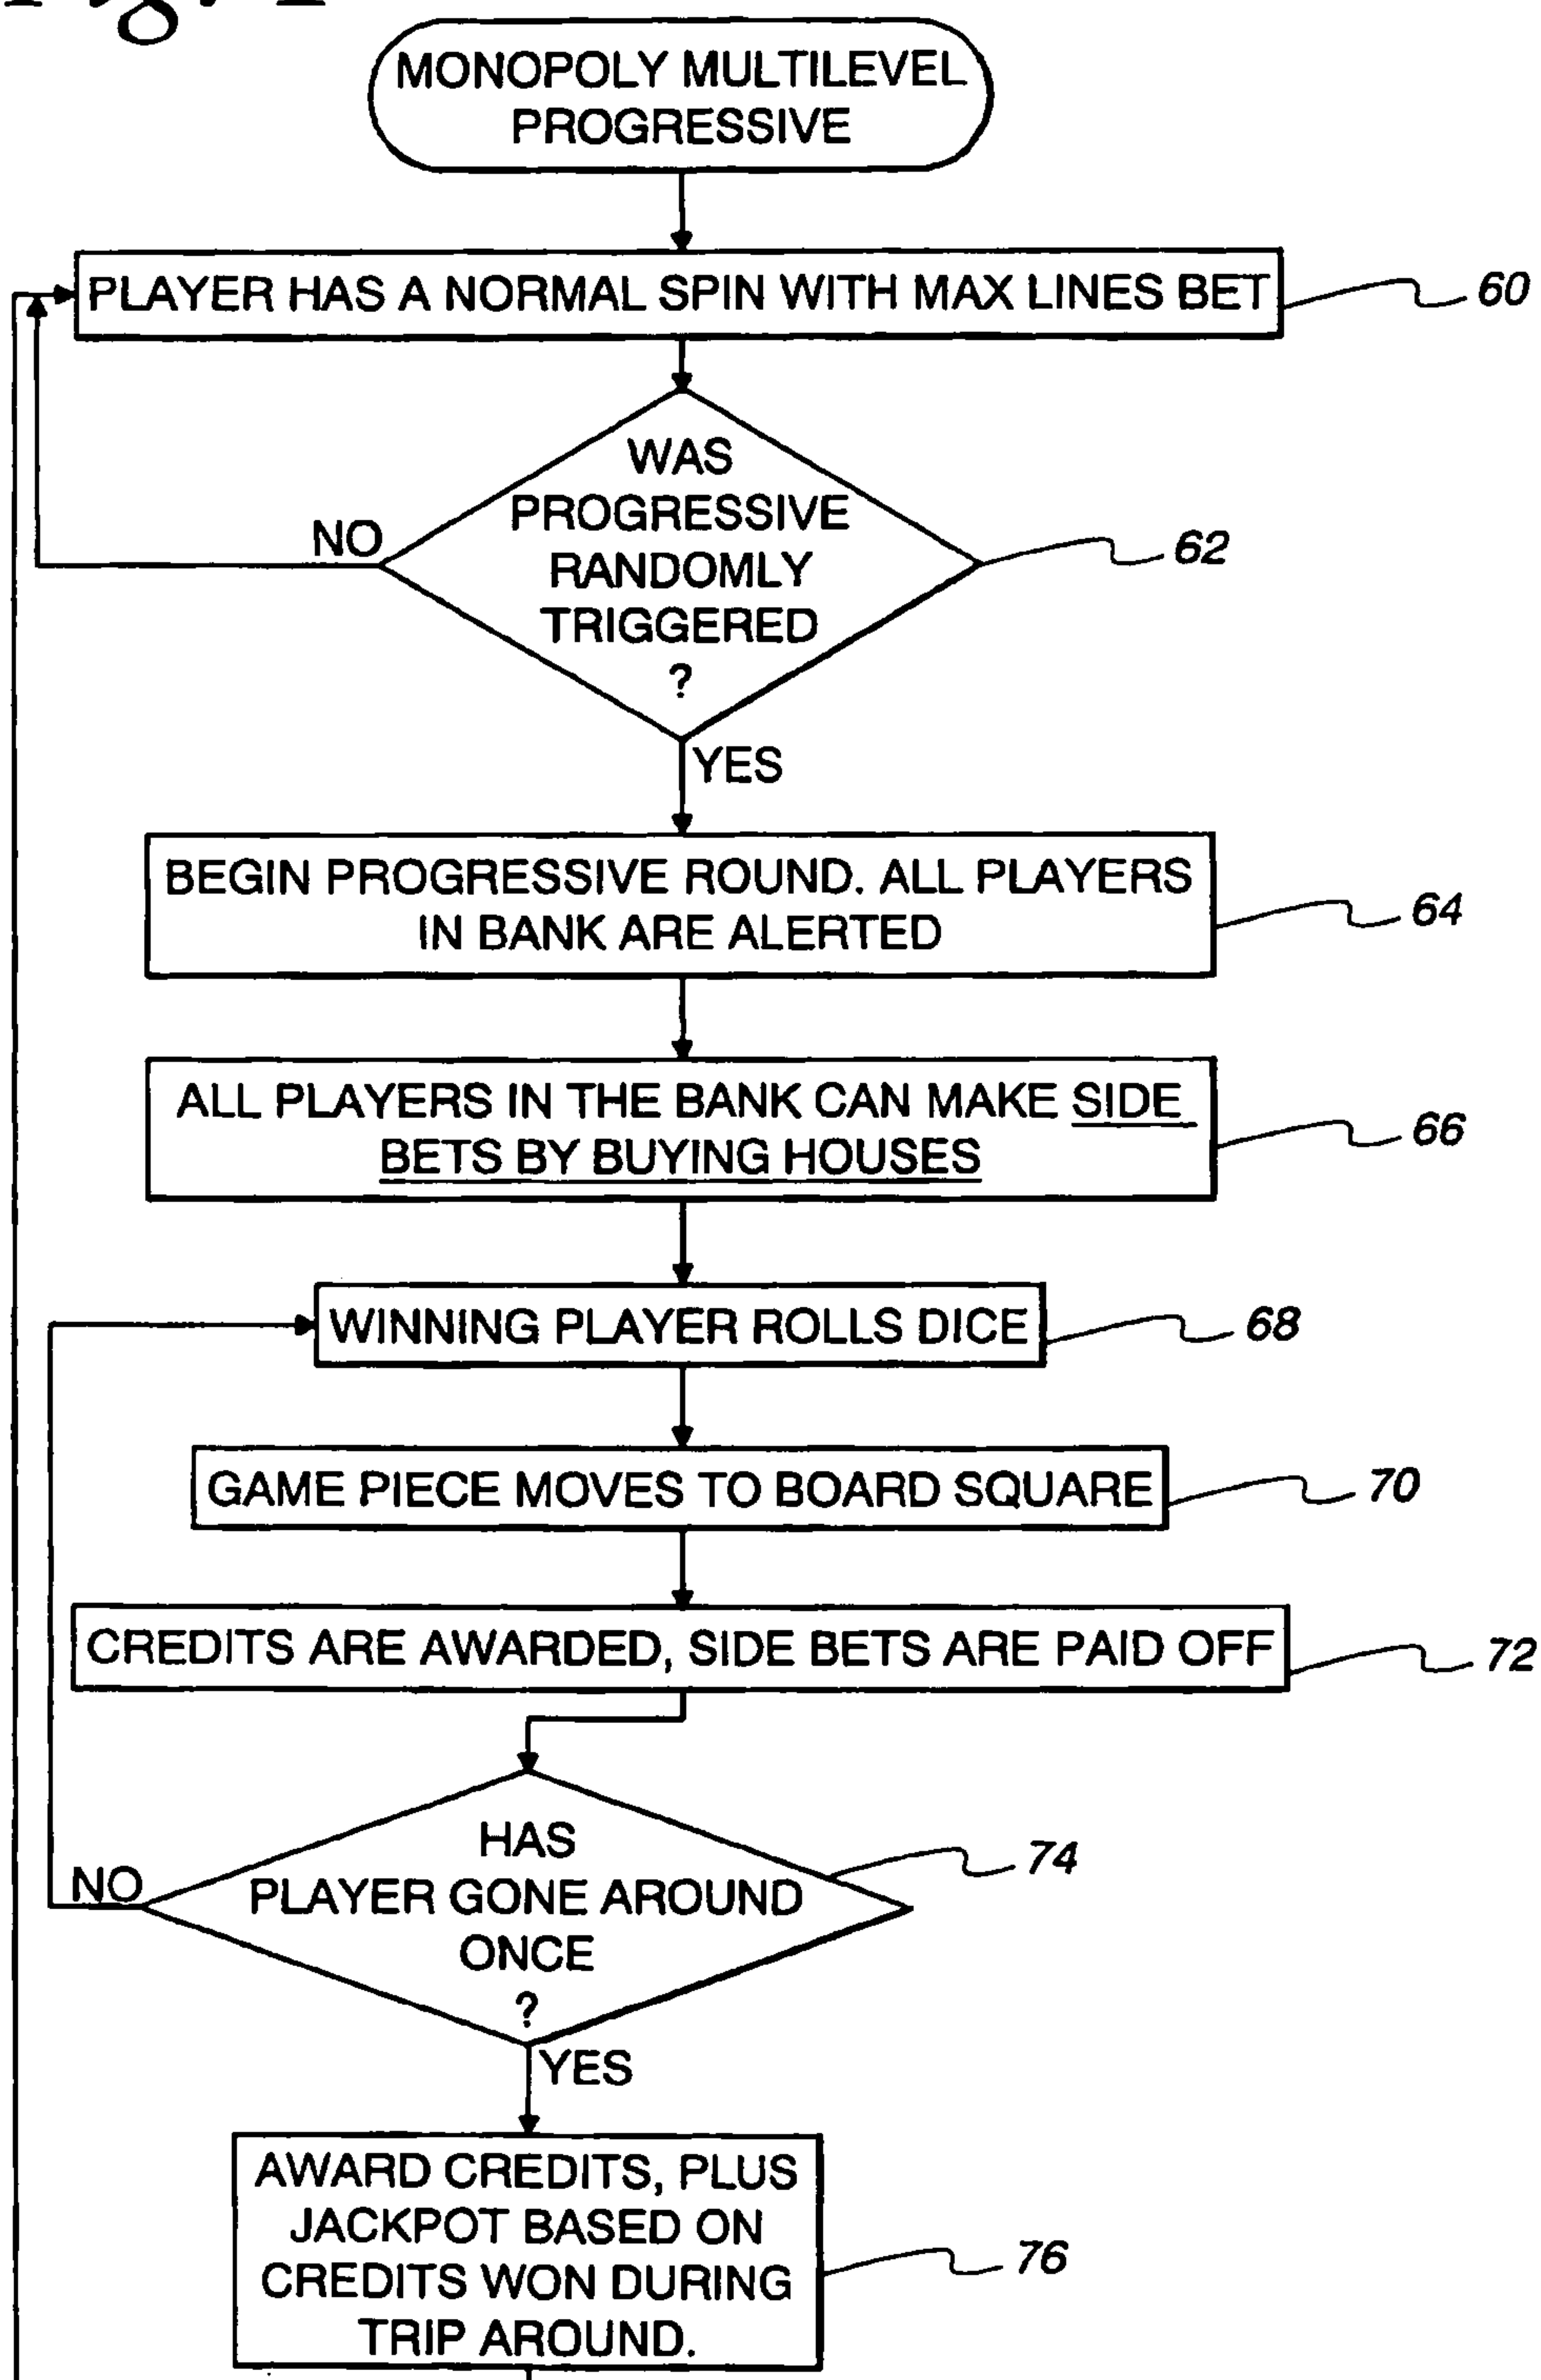 MONOPOLY MULTILEVEL
PROGRESSIVE
PLAYER HAS A NORMAL SPIN WITH MAX LINES BET
60
WAS
PROGRESSIVE
RANDOMLY
TRIGGERED
?
NO
62
YES
BEGIN PROGRESSIVE ROUND. ALL PLAYERS
IN BANK ARE ALERTED
64
ALL PLAYERS IN THE BANK CAN MAKE SIDE
BETS BY BUYING HOUSES
66
WINNING PLAYER ROLLS DICE
68
GAME PIECE MOVES TO BOARD SQUARE
70
CREDITS ARE AWARDED, SIDE BETS ARE PAID OFF
72
HAS
PLAYER GONE AROUND
ONCE
?
NO
74
YES
AWARD CREDITS, PLUS
JACKPOT BASED ON
CREDITS WON DURING
TRIP AROUND.
76